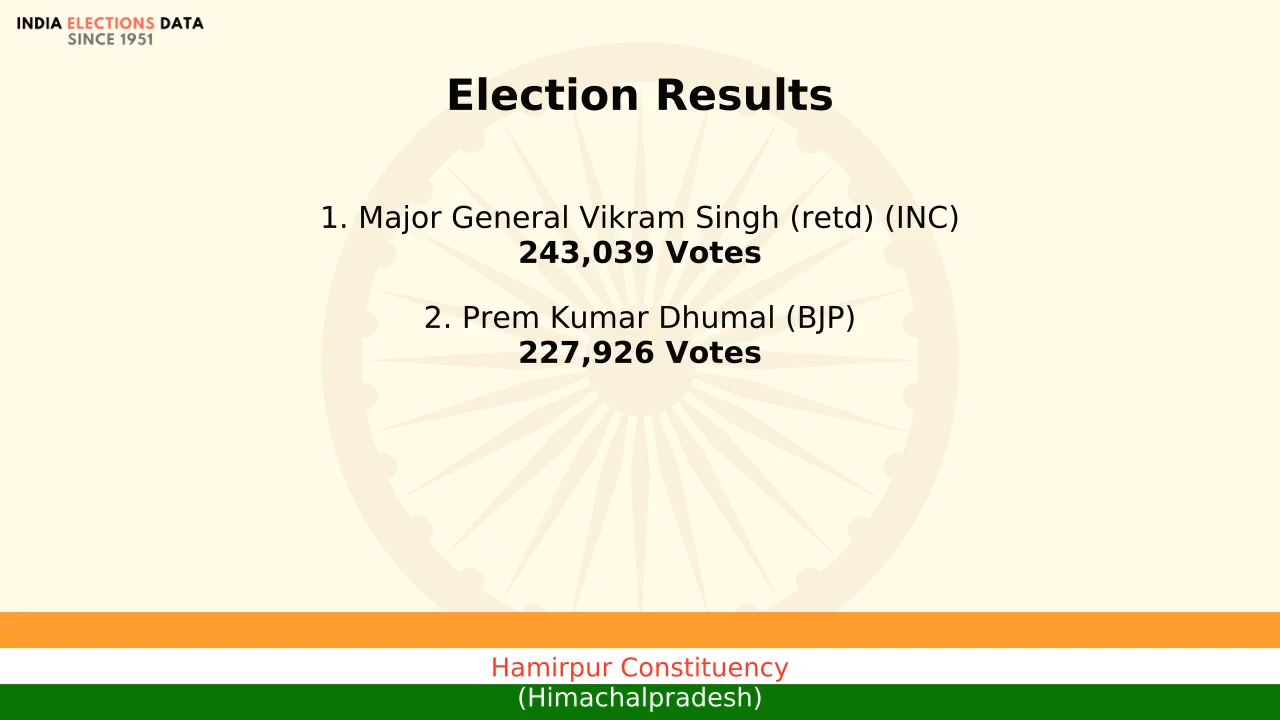 INDIA ELECTIONS DATA
SINCE 1951
Election Results
1. Major General Vikram Singh (retd) (INC)
243,039 Votes
2. Prem Kumar Dhumal (BJP)
227,926 Votes
Hamirpur Constituency
(Himachalpradesh)